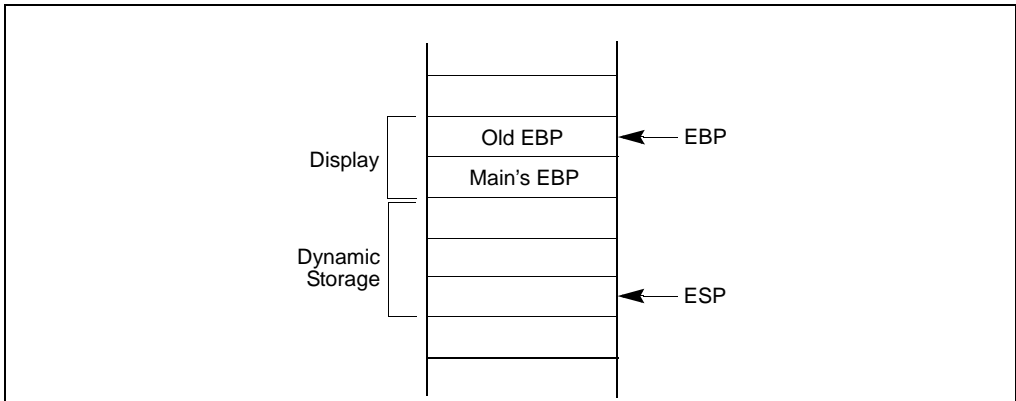 Old EBP
EBP
Display
Main's EBP
Dynamic
Storage
ESP